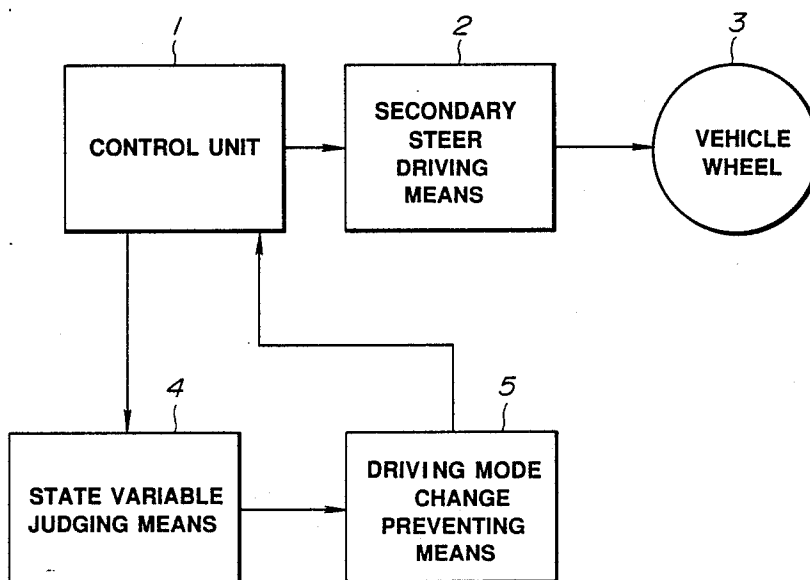 1
2
3
CONTROL UNIT
SECONDARY
STEER
DRIVING
MEANS
VEHICLE
WHEEL
4
5
STATE VARIABLE
JUDGING MEANS
DRIVING MODE
CHANGE
PREVENTING
MEANS